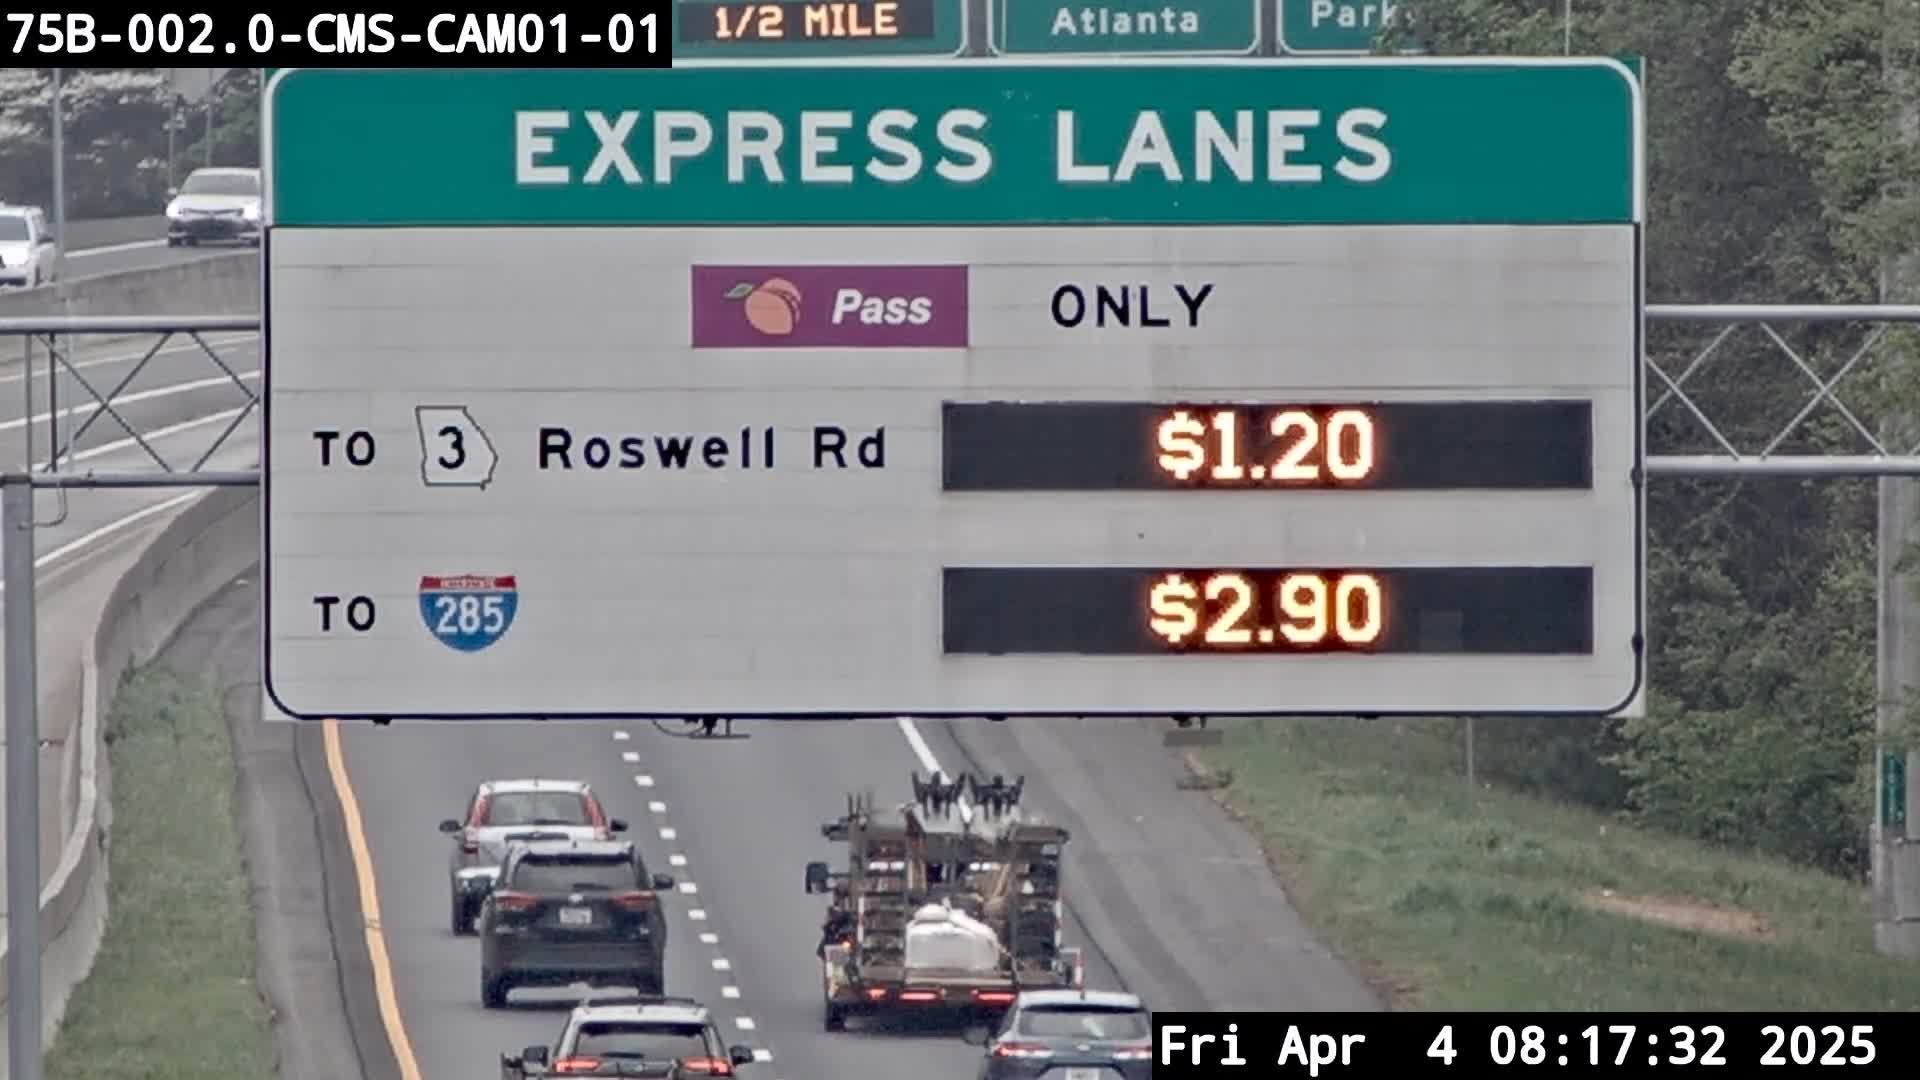 75B-002.0-CMS-CAM01-01
1/2 MILE
Atlanta
Park
EXPRESS LANES
Pass ONLY
TO 3 Roswell Rd $1.20
TO 285 $2.90
Fri Apr 4 08:17:32 2025